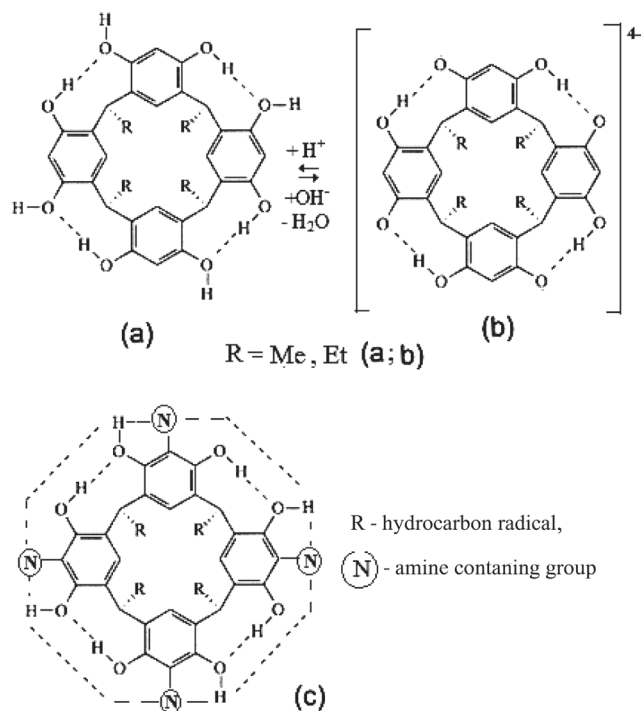 H
O O
H H
O O–H
R R
R R
H–O O
H H
O O
H
(a)
+ H⁺
+OH⁻
- H₂O
4-
O O
H H
O O
R R
R R
O O
H H
O O
(b)
R = Me , Et (a; b)
H N
O O
H H
O O–H
R R
N N
R R
H–O O
H H
O O
N H
(c)
R - hydrocarbon radical,
N - amine contaning group